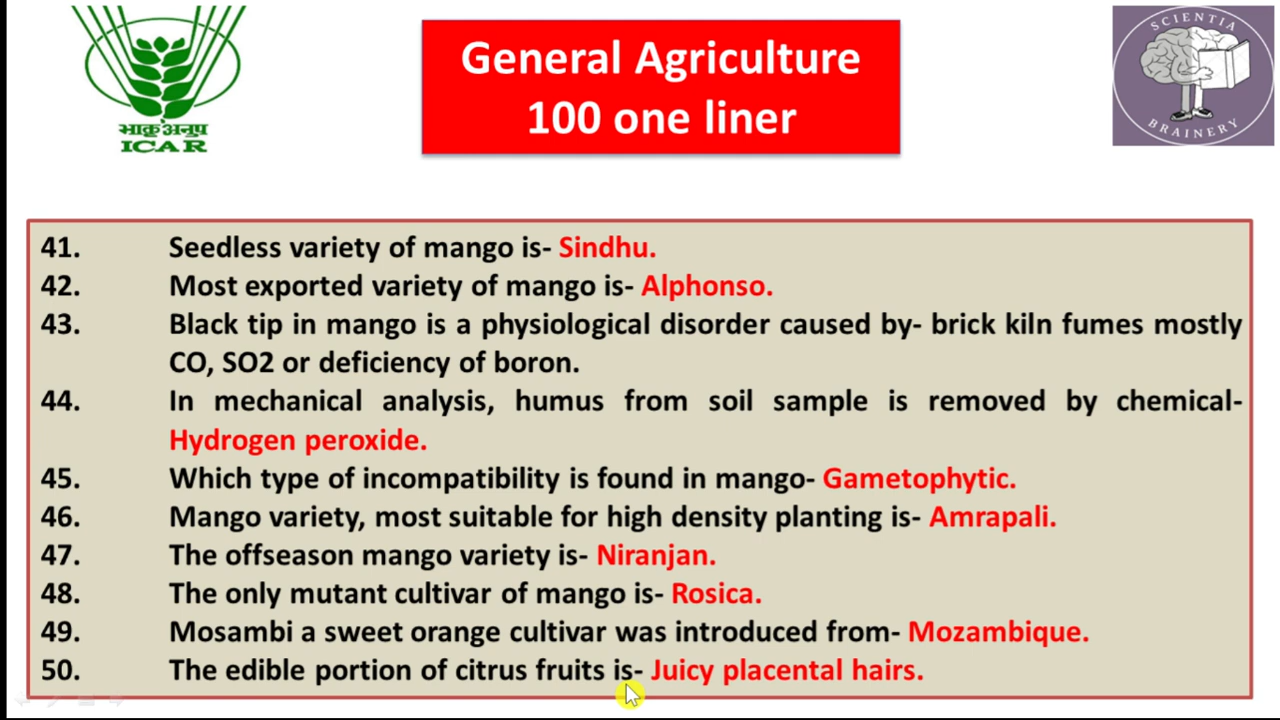 भाकृअनुप
ICAR
General Agriculture
100 one liner
SCIENTIA
BRAINERY
41. Seedless variety of mango is- Sindhu.
42. Most exported variety of mango is- Alphonso.
43. Black tip in mango is a physiological disorder caused by- brick kiln fumes mostly
CO, SO2 or deficiency of boron.
44. In mechanical analysis, humus from soil sample is removed by chemical-
Hydrogen peroxide.
45. Which type of incompatibility is found in mango- Gametophytic.
46. Mango variety, most suitable for high density planting is- Amrapali.
47. The offseason mango variety is- Niranjan.
48. The only mutant cultivar of mango is- Rosica.
49. Mosambi a sweet orange cultivar was introduced from- Mozambique.
50. The edible portion of citrus fruits is- Juicy placental hairs.